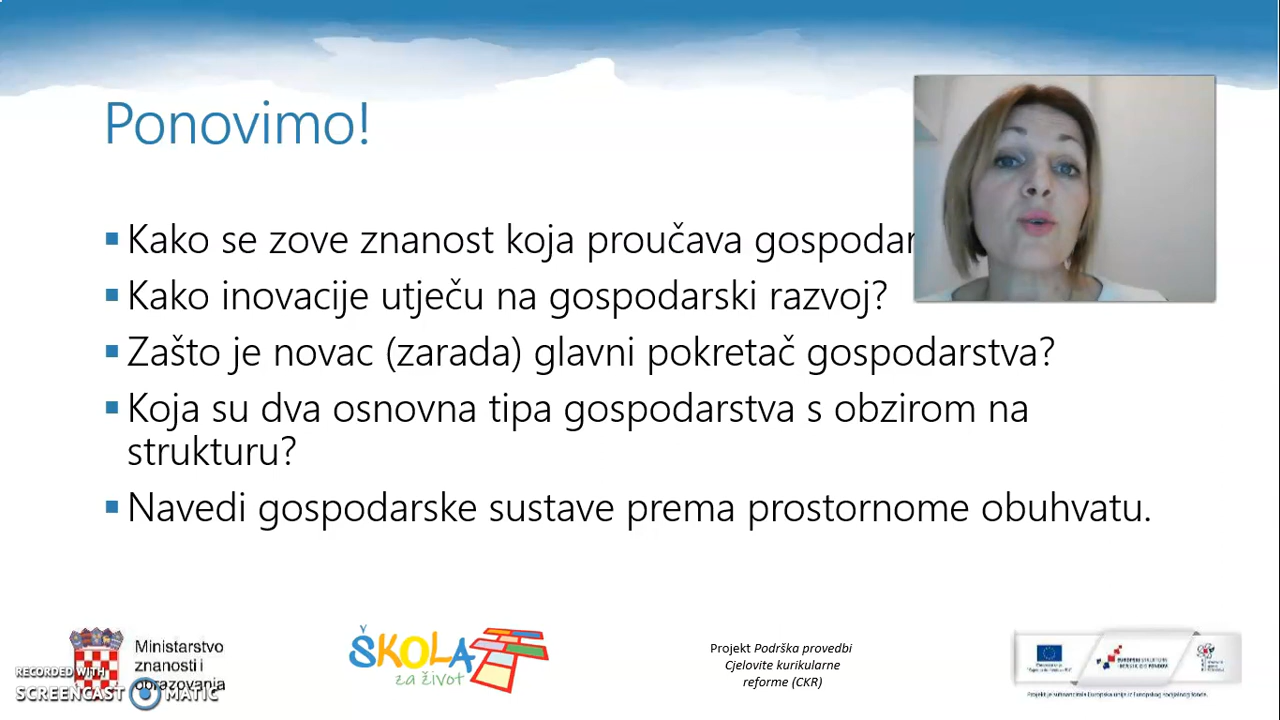 Ponovimo!
Kako se zove znanost koja proučava
Kako inovacije utječu na gospodarski razvoj?
Zašto je novac (zarada) glavni pokretač gospodarstva?
Koja su dva osnovna tipa gospodarstva s obzirom na
strukturu?
Navedi gospodarske sustave prema prostornome obuhvatu.
Ministarstvo
znanosti i
obrazovanja
RECORDED WITH
SCREENCAST MATIC
ŠKOLA
za život
Projekt Podrška provedbi
Cjelovite kurikularne
reforme (CKR)